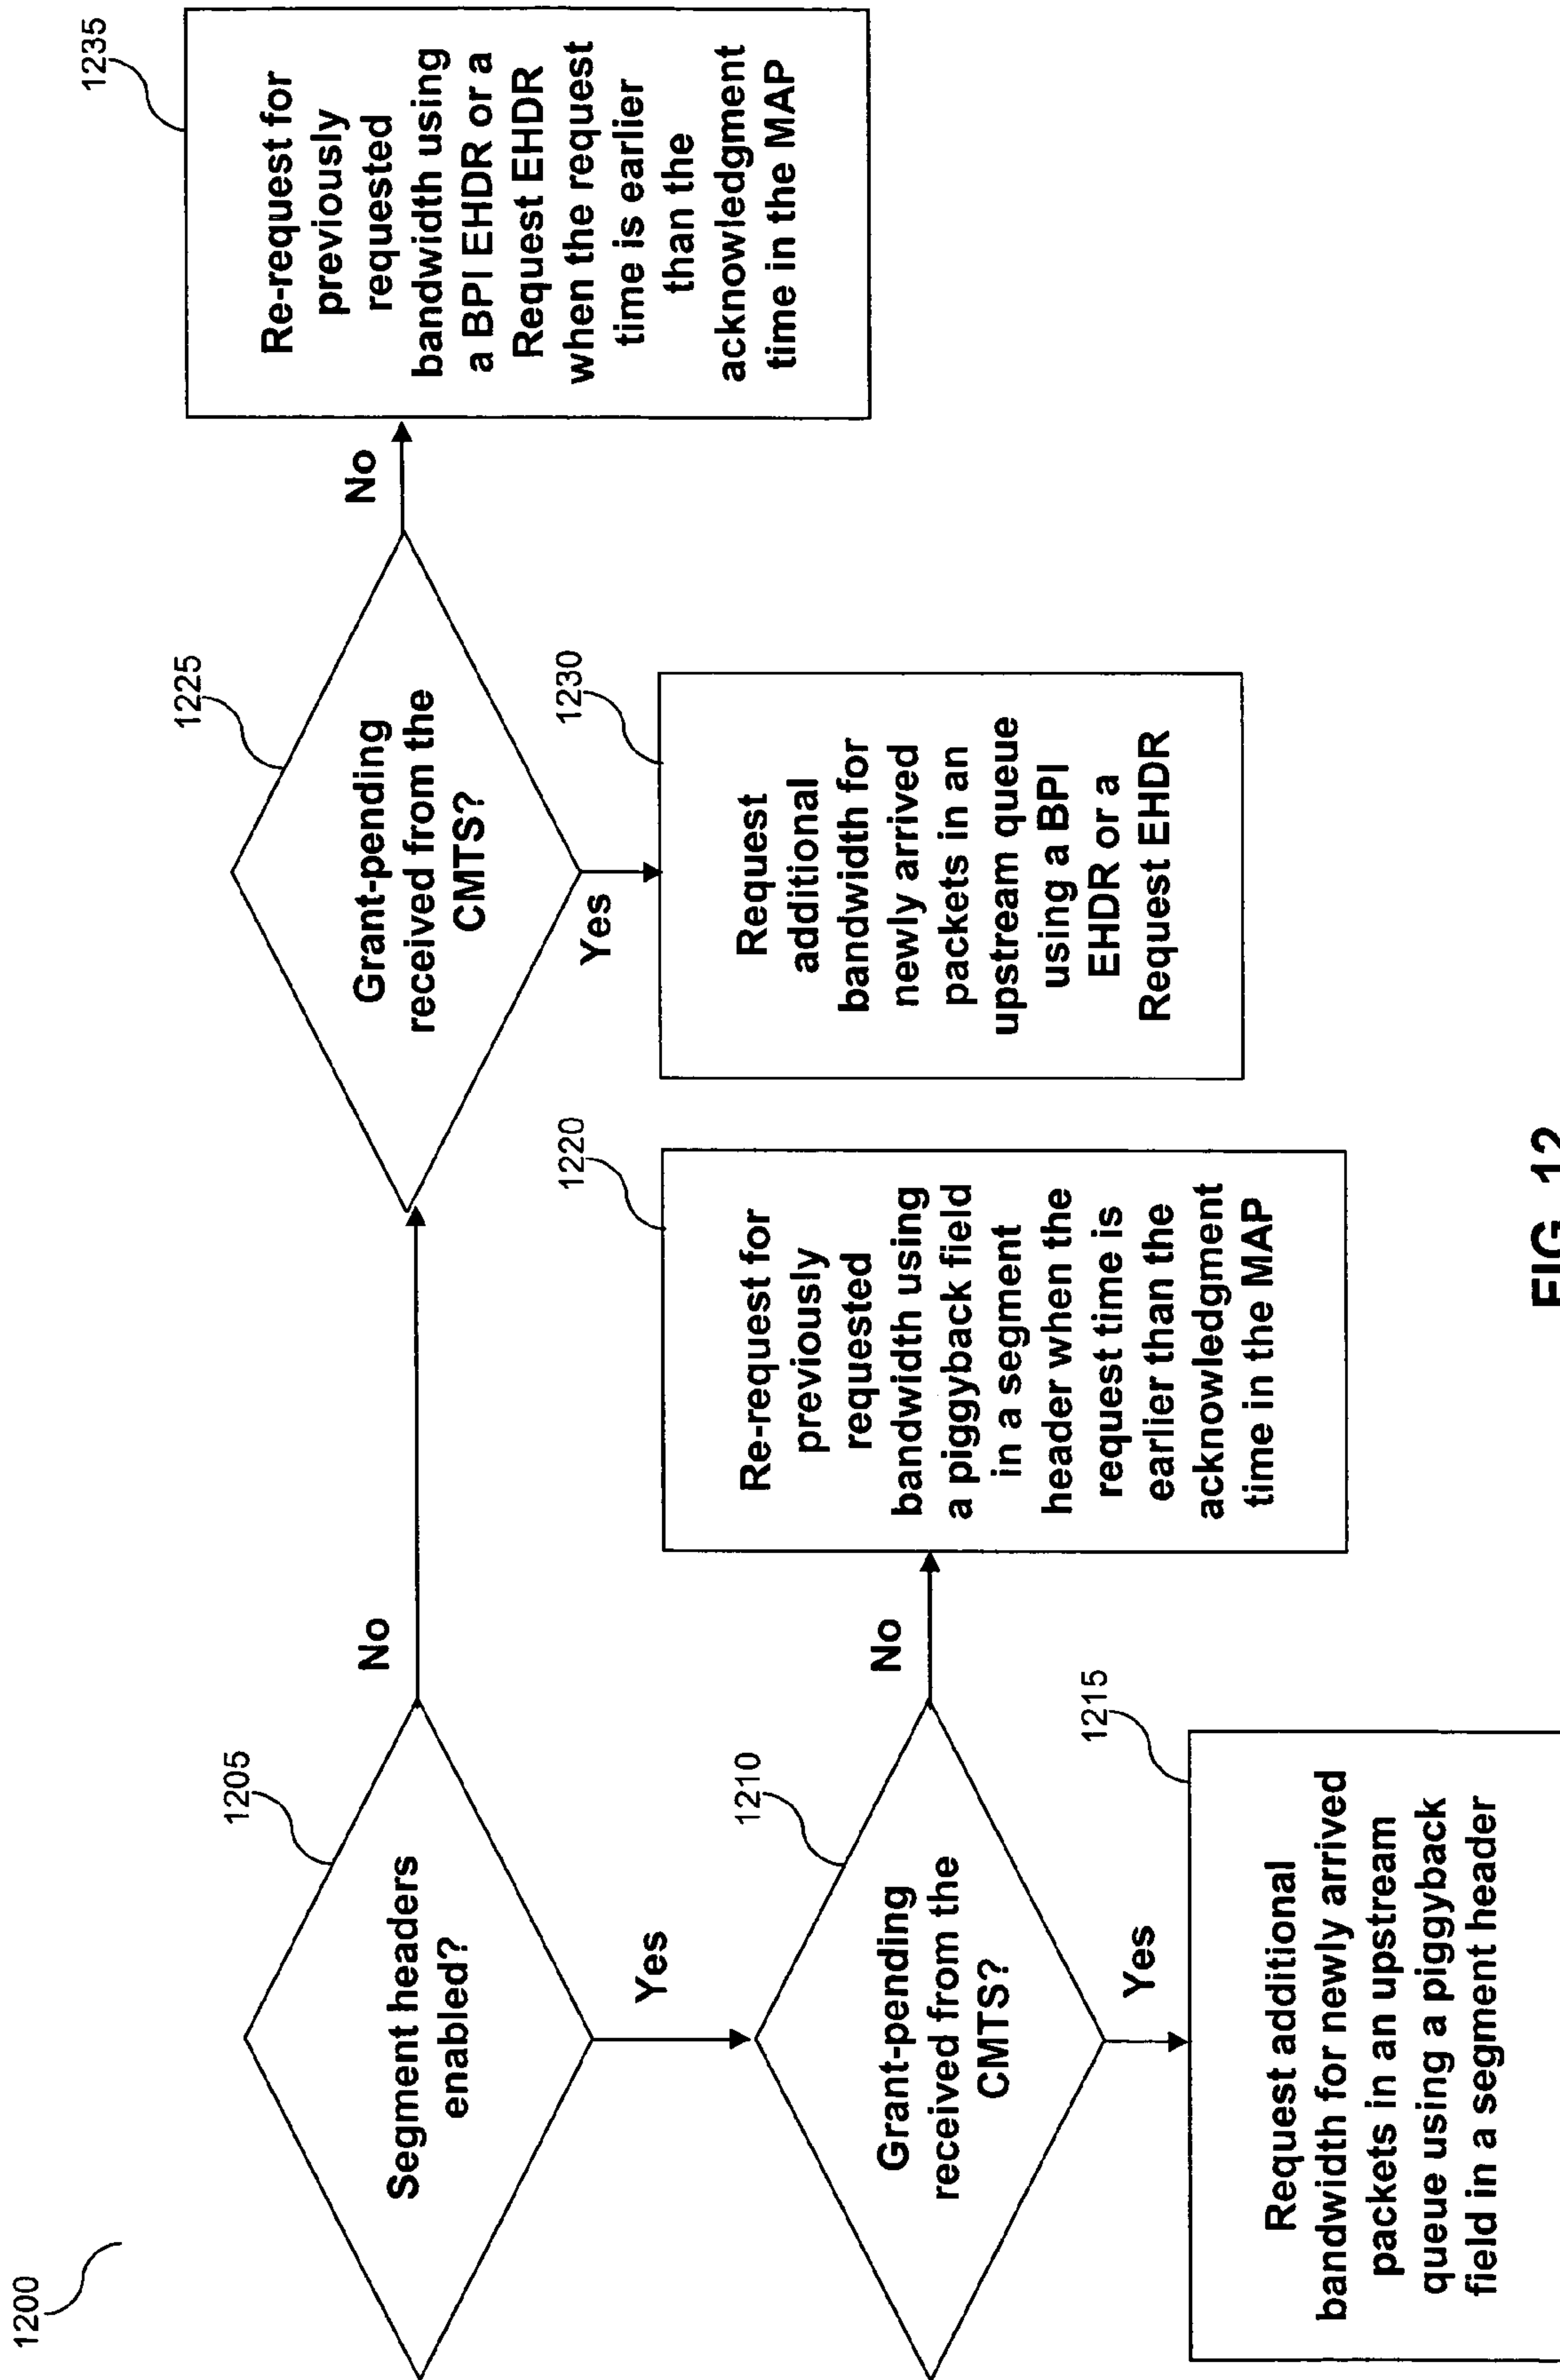 1200
1205
Segment headers
enabled?
No
Yes
1210
Grant-pending
received from the
CMTS?
No
Yes
1215
Request additional
bandwidth for newly arrived
packets in an upstream
queue using a piggyback
field in a segment header
1220
Re-request for
previously
requested
bandwidth using
a piggyback field
in a segment
header when the
request time is
earlier than the
acknowledgment
time in the MAP
1225
Grant-pending
received from the
CMTS?
No
Yes
1230
Request
additional
bandwidth for
newly arrived
packets in an
upstream queue
using a BPI
EHDR or a
Request EHDR
1235
Re-request for
previously
requested
bandwidth using
a BPI EHDR or a
Request EHDR
when the request
time is earlier
than the
acknowledgment
time in the MAP
FIG. 12